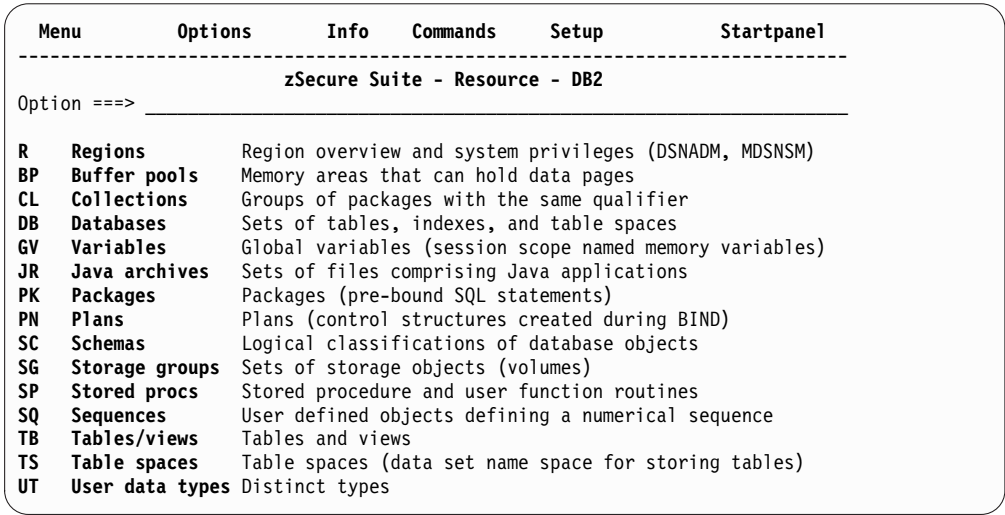 Menu Options Info Commands Setup Startpanel
-------------------------------------------------------------------------------
zSecure Suite - Resource - DB2
Option ===> ___________________________________________________________________
R Regions Region overview and system privileges (DSNADM, MDSNSM)
BP Buffer pools Memory areas that can hold data pages
CL Collections Groups of packages with the same qualifier
DB Databases Sets of tables, indexes, and table spaces
GV Variables Global variables (session scope named memory variables)
JR Java archives Sets of files comprising Java applications
PK Packages Packages (pre-bound SQL statements)
PN Plans Plans (control structures created during BIND)
SC Schemas Logical classifications of database objects
SG Storage groups Sets of storage objects (volumes)
SP Stored procs Stored procedure and user function routines
SQ Sequences User defined objects defining a numerical sequence
TB Tables/views Tables and views
TS Table spaces Table spaces (data set name space for storing tables)
UT User data types Distinct types